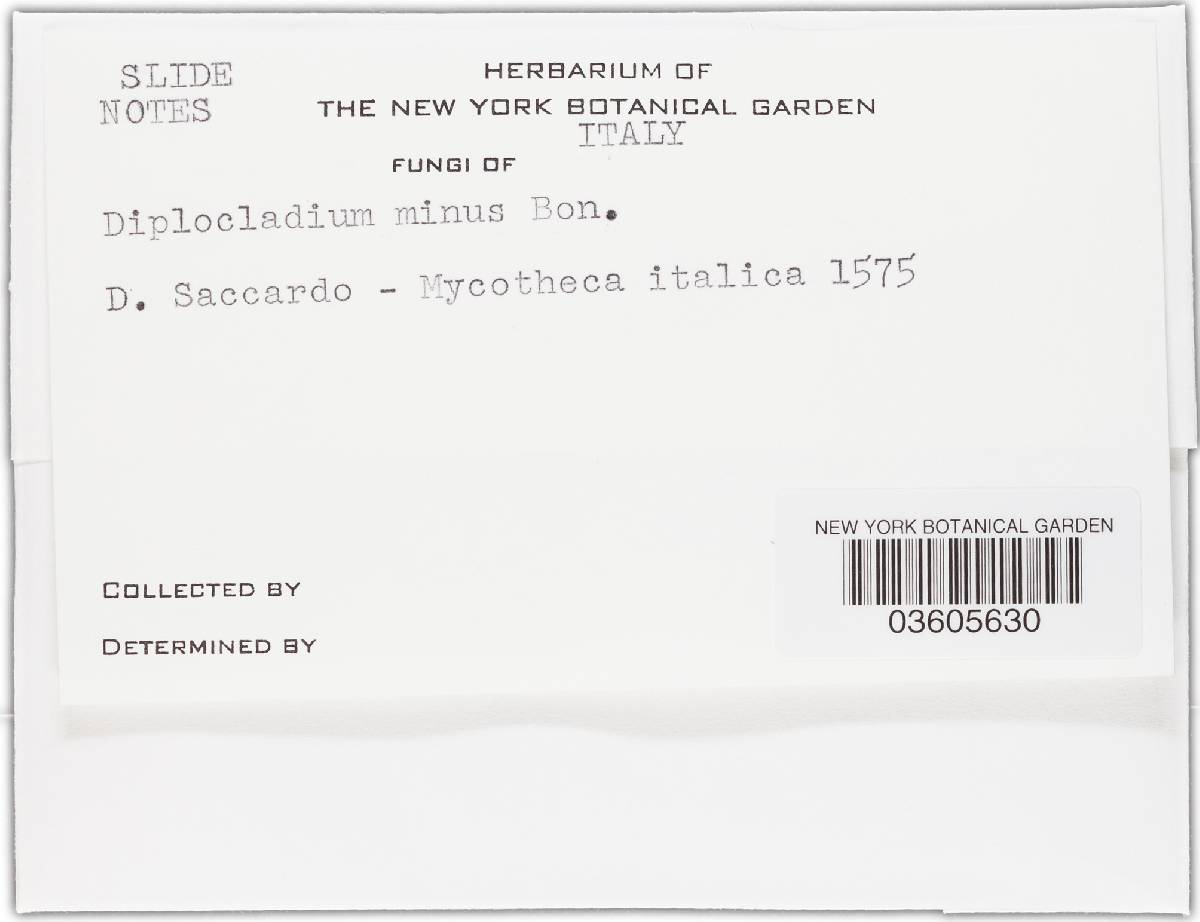 SLIDE
NOTES
HERBARIUM OF
THE NEW YORK BOTANICAL GARDEN
ITALY
FUNGI OF
Diplocladium minus Bon.
D. Saccardo - Mycotheca italica 1575
NEW YORK BOTANICAL GARDEN
03605630
COLLECTED BY
DETERMINED BY